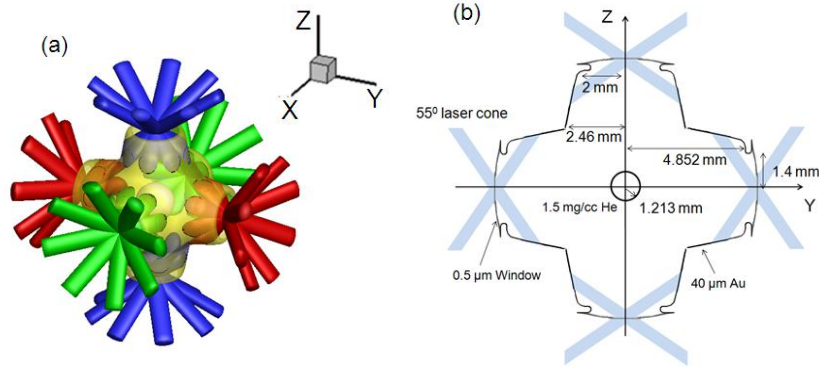 (a)
Z
X
Y
(b)
Z
2 mm
55⁰ laser cone
2.46 mm
4.852 mm
1.4 mm
Y
1.5 mg/cc He
1.213 mm
0.5 µm Window
40 µm Au